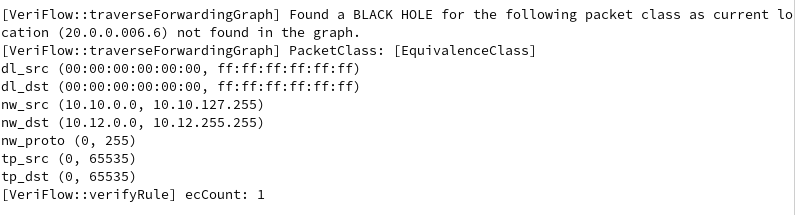 [VeriFlow::traverseForwardingGraph] Found a BLACK HOLE for the following packet class as current lo
cation (20.0.0.006.6) not found in the graph.
[VeriFlow::traverseForwardingGraph] PacketClass: [EquivalenceClass]
dl_src (00:00:00:00:00:00, ff:ff:ff:ff:ff:ff)
dl_dst (00:00:00:00:00:00, ff:ff:ff:ff:ff:ff)
nw_src (10.10.0.0, 10.10.127.255)
nw_dst (10.12.0.0, 10.12.255.255)
nw_proto (0, 255)
tp_src (0, 65535)
tp_dst (0, 65535)
[VeriFlow::verifyRule] ecCount: 1